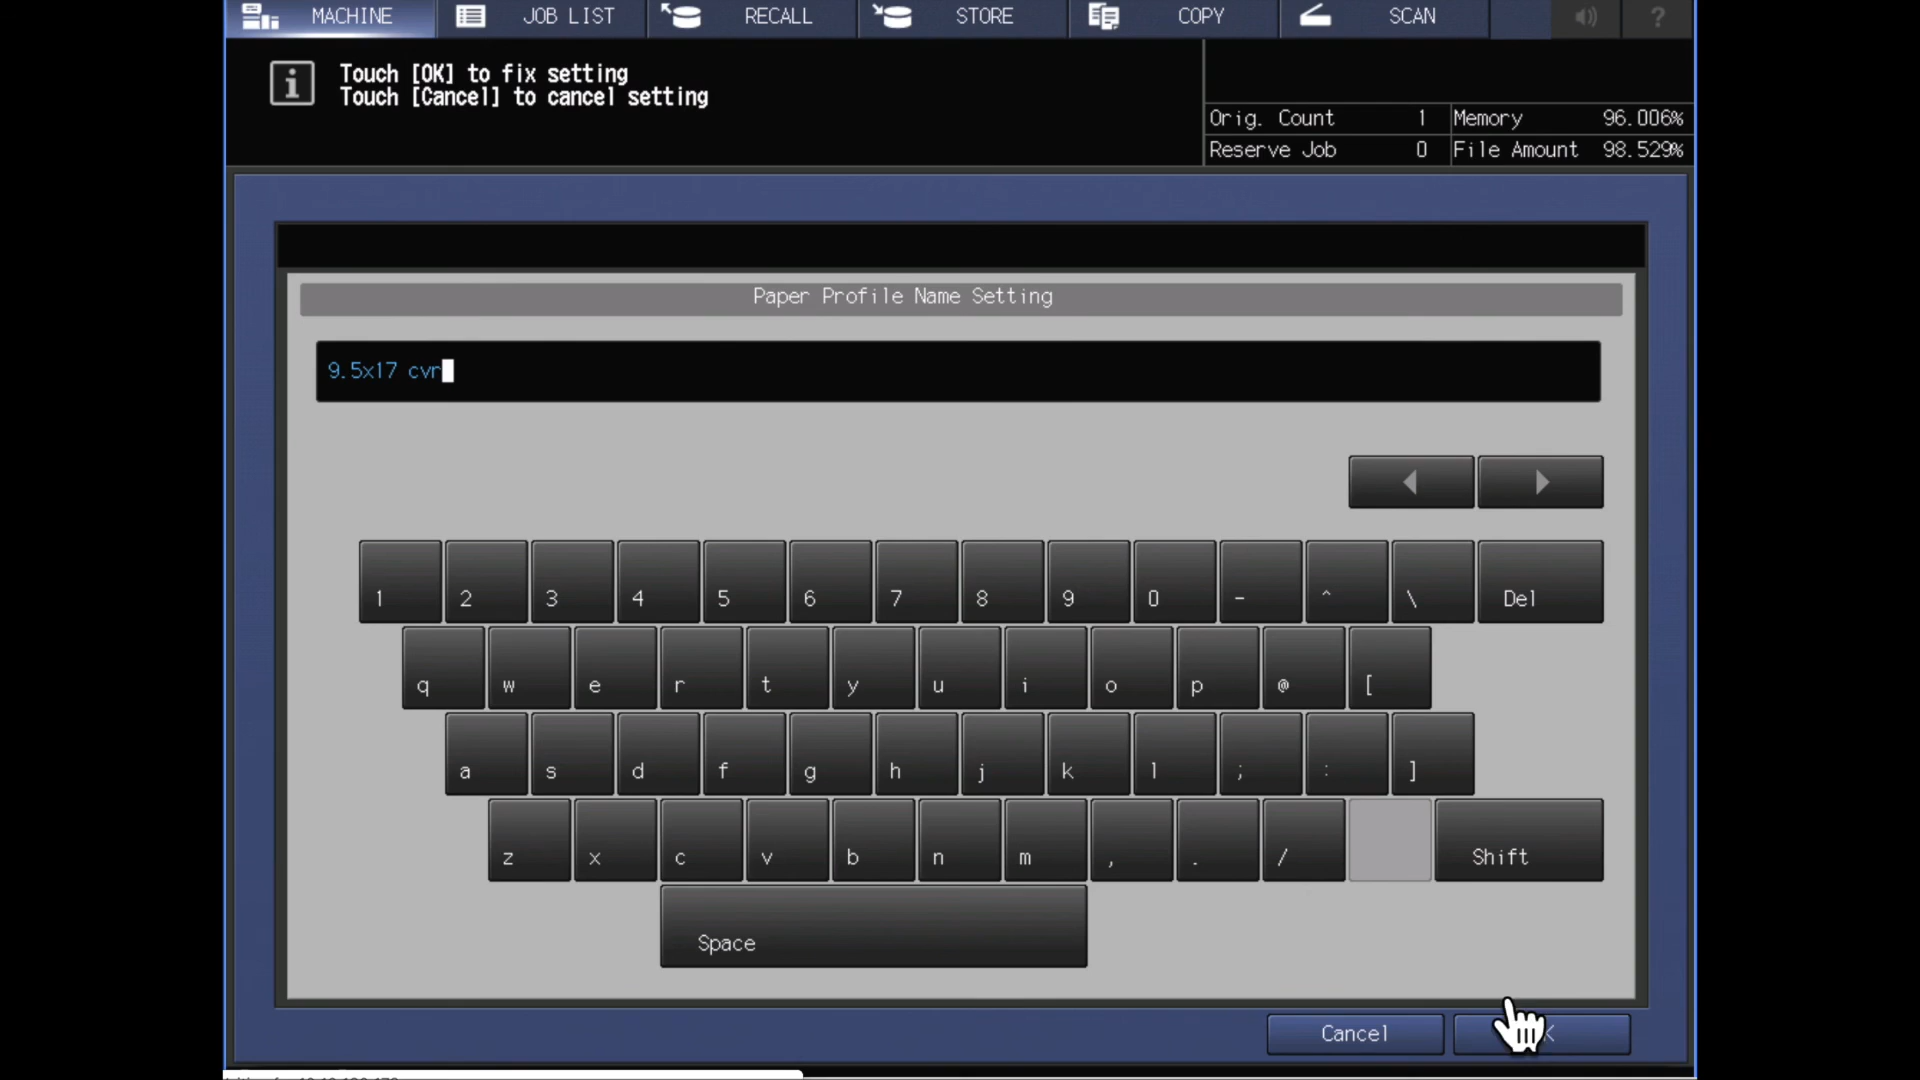 MACHINE JOB LIST RECALL STORE COPY SCAN ?
Touch [OK] to fix setting
Touch [Cancel] to cancel setting
Orig. Count 1 Memory 96.006%
Reserve Job 0 File Amount 98.529%
Paper Profile Name Setting
9.5x17 cvr
1 2 3 4 5 6 7 8 9 0 - ^ \ Del
q w e r t y u i o p @ [
a s d f g h j k l ; : ]
z x c v b n m , . / Shift
Space
Cancel